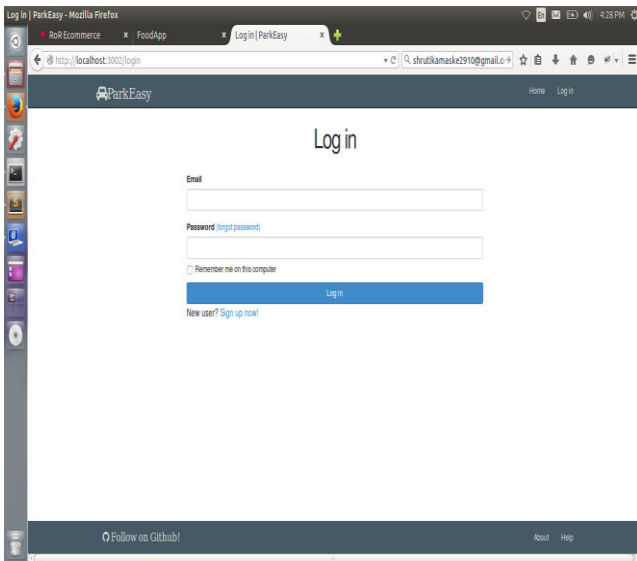 Log in | ParkEasy - Mozilla Firefox
En
4:28 PM
RoR Ecommerce x FoodApp x Log in | ParkEasy x
http://localhost:3002/login
shrutikamaske2910@gmail.c
ParkEasy
Home Log in
Log in
Email
Password (forgot password)
Remember me on this computer
Log in
New user? Sign up now!
Follow on Github!
About Help